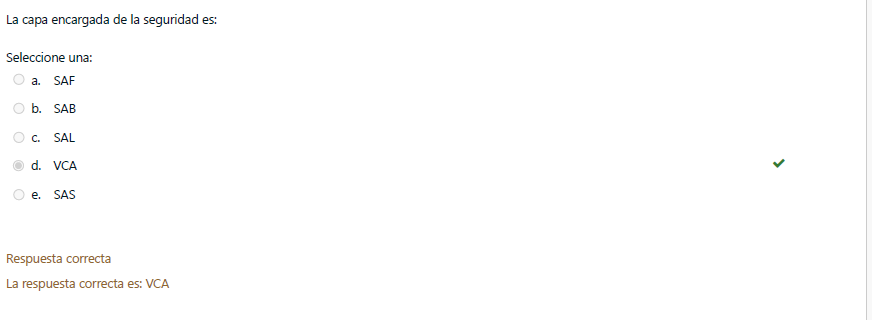 La capa encargada de la seguridad es:
Seleccione una:
a. SAF
b. SAB
c. SAL
d. VCA
e. SAS
Respuesta correcta
La respuesta correcta es: VCA